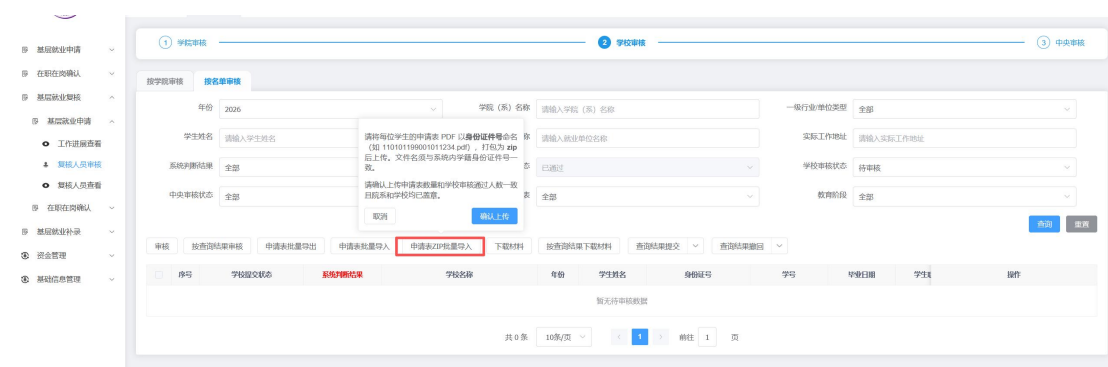 1 学院审核
2 学校审核
3 中央审核
基层就业申请
在职在岗确认
基层就业复核
基层就业申请
工作进展查看
复核人员审核
复核人员查看
在职在岗确认
基层就业补录
资金管理
基础信息管理
按学院审核 按名单审核
年份 2026
学院（系）名称 请输入学院（系）名称
一级行业/单位类型 全部
学生姓名 请输入学生姓名
称 请输入就业单位名称
实际工作地址 请输入实际工作地址
系统判断结果 全部
态 已通过
学校审核状态 待审核
中央审核状态 全部
表 全部
教育阶段 全部
请将每位学生的申请表 PDF 以身份证件号命名
（如 110101199001011234.pdf），打包为 zip
后上传。文件名须与系统内学籍身份证件号一
致。
请确认上传申请表数量和学校审核通过人数一致
且院系和学校均已盖章。
取消 确认上传
查询 重置
审核 按查询结果审核 申请表批量导出 申请表批量导入 申请表ZIP批量导入 下载材料 按查询结果下载材料 查询结果提交 查询结果撤回
序号 学校提交状态 系统判断结果 学校名称 年份 学生姓名 身份证号 学号 毕业日期 操作
暂无待审核数据
共 0 条 10条/页 1 前往 1 页